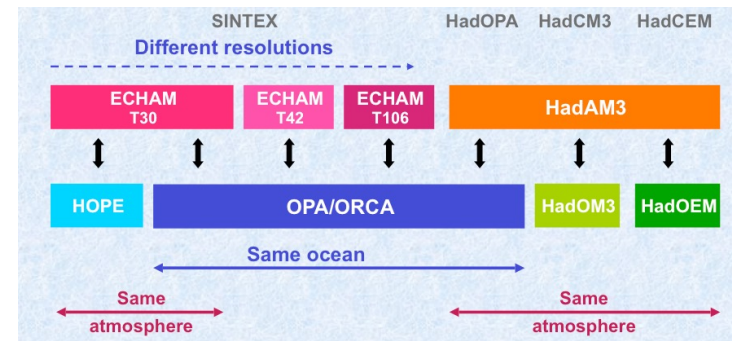 SINTEX HadOPA HadCM3 HadCEM
Different resolutions
ECHAM ECHAM ECHAM HadAM3
T30 T42 T106
HOPE OPA/ORCA HadOM3 HadOEM
Same ocean
Same Same
atmosphere atmosphere